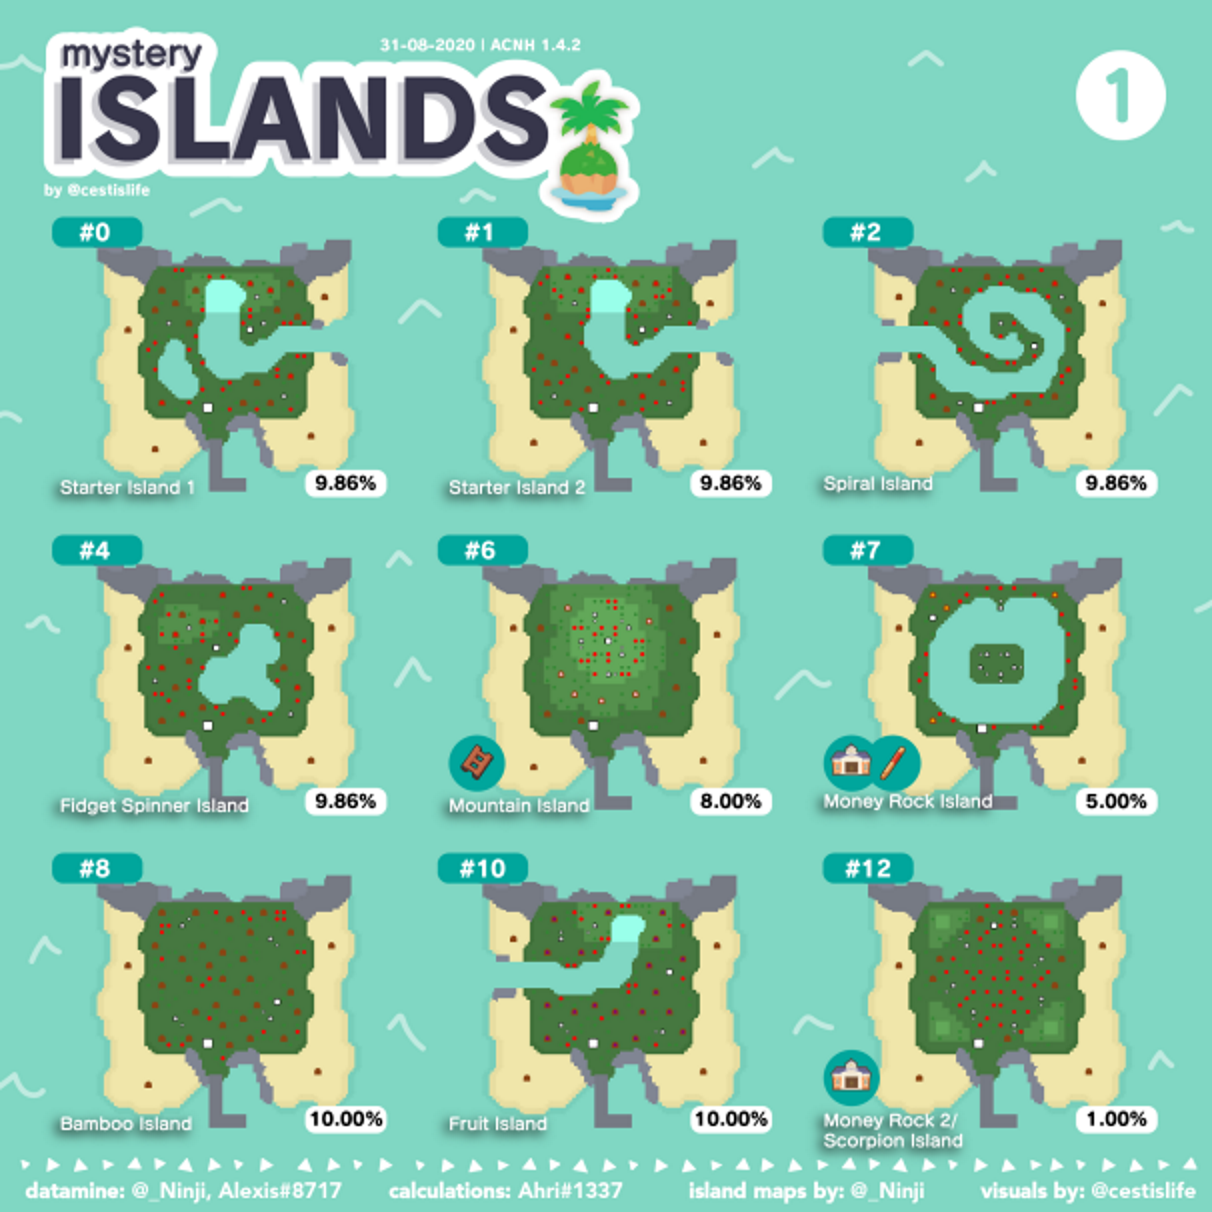 mystery
31-08-2020 | ACNH 1.4.2
ISLANDS
1
by @cestislife
#0
#1
#2
Starter Island 1
9.86%
Starter Island 2
9.86%
Spiral Island
9.86%
#4
#6
#7
Fidget Spinner Island
9.86%
Mountain Island
8.00%
Money Rock Island
5.00%
#8
#10
#12
Bamboo Island
10.00%
Fruit Island
10.00%
Money Rock 2/
Scorpion Island
1.00%
datamine: @_Ninji, Alexis#8717
calculations: Ahri#1337
island maps by: @_Ninji
visuals by: @cestislife